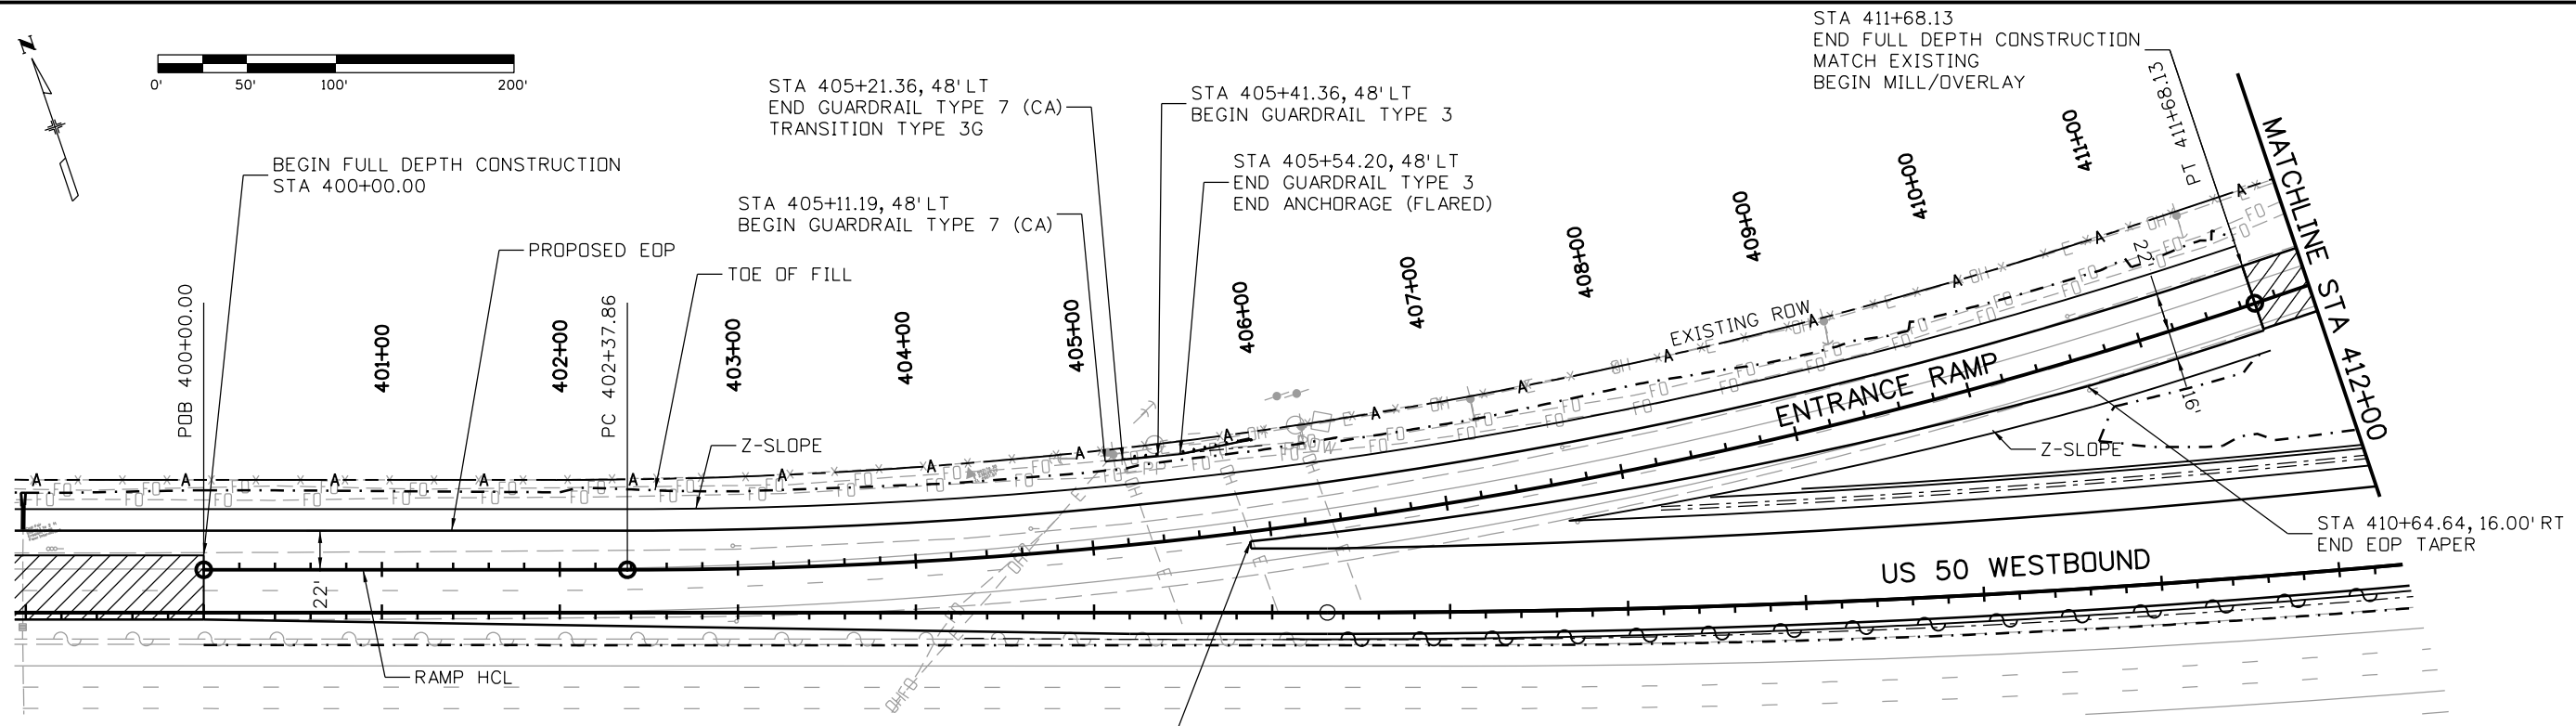 N
0'
50'
100'
200'
STA 411+68.13
END FULL DEPTH CONSTRUCTION
MATCH EXISTING
BEGIN MILL/OVERLAY
STA 405+21.36, 48' LT
END GUARDRAIL TYPE 7 (CA)
TRANSITION TYPE 3G
STA 405+41.36, 48' LT
BEGIN GUARDRAIL TYPE 3
BEGIN FULL DEPTH CONSTRUCTION
STA 400+00.00
STA 405+54.20, 48' LT
END GUARDRAIL TYPE 3
END ANCHORAGE (FLARED)
STA 405+11.19, 48' LT
BEGIN GUARDRAIL TYPE 7 (CA)
PROPOSED EOP
TOE OF FILL
POB 400+00.00
401+00
402+00
PC 402+37.86
403+00
404+00
405+00
406+00
407+00
408+00
409+00
410+00
411+00
PT 411+68.13
MATCHLINE STA 412+00
EXISTING ROW
22'
ENTRANCE RAMP
16'
Z-SLOPE
Z-SLOPE
STA 410+64.64, 16.00' RT
END EOP TAPER
US 50 WESTBOUND
22'
RAMP HCL